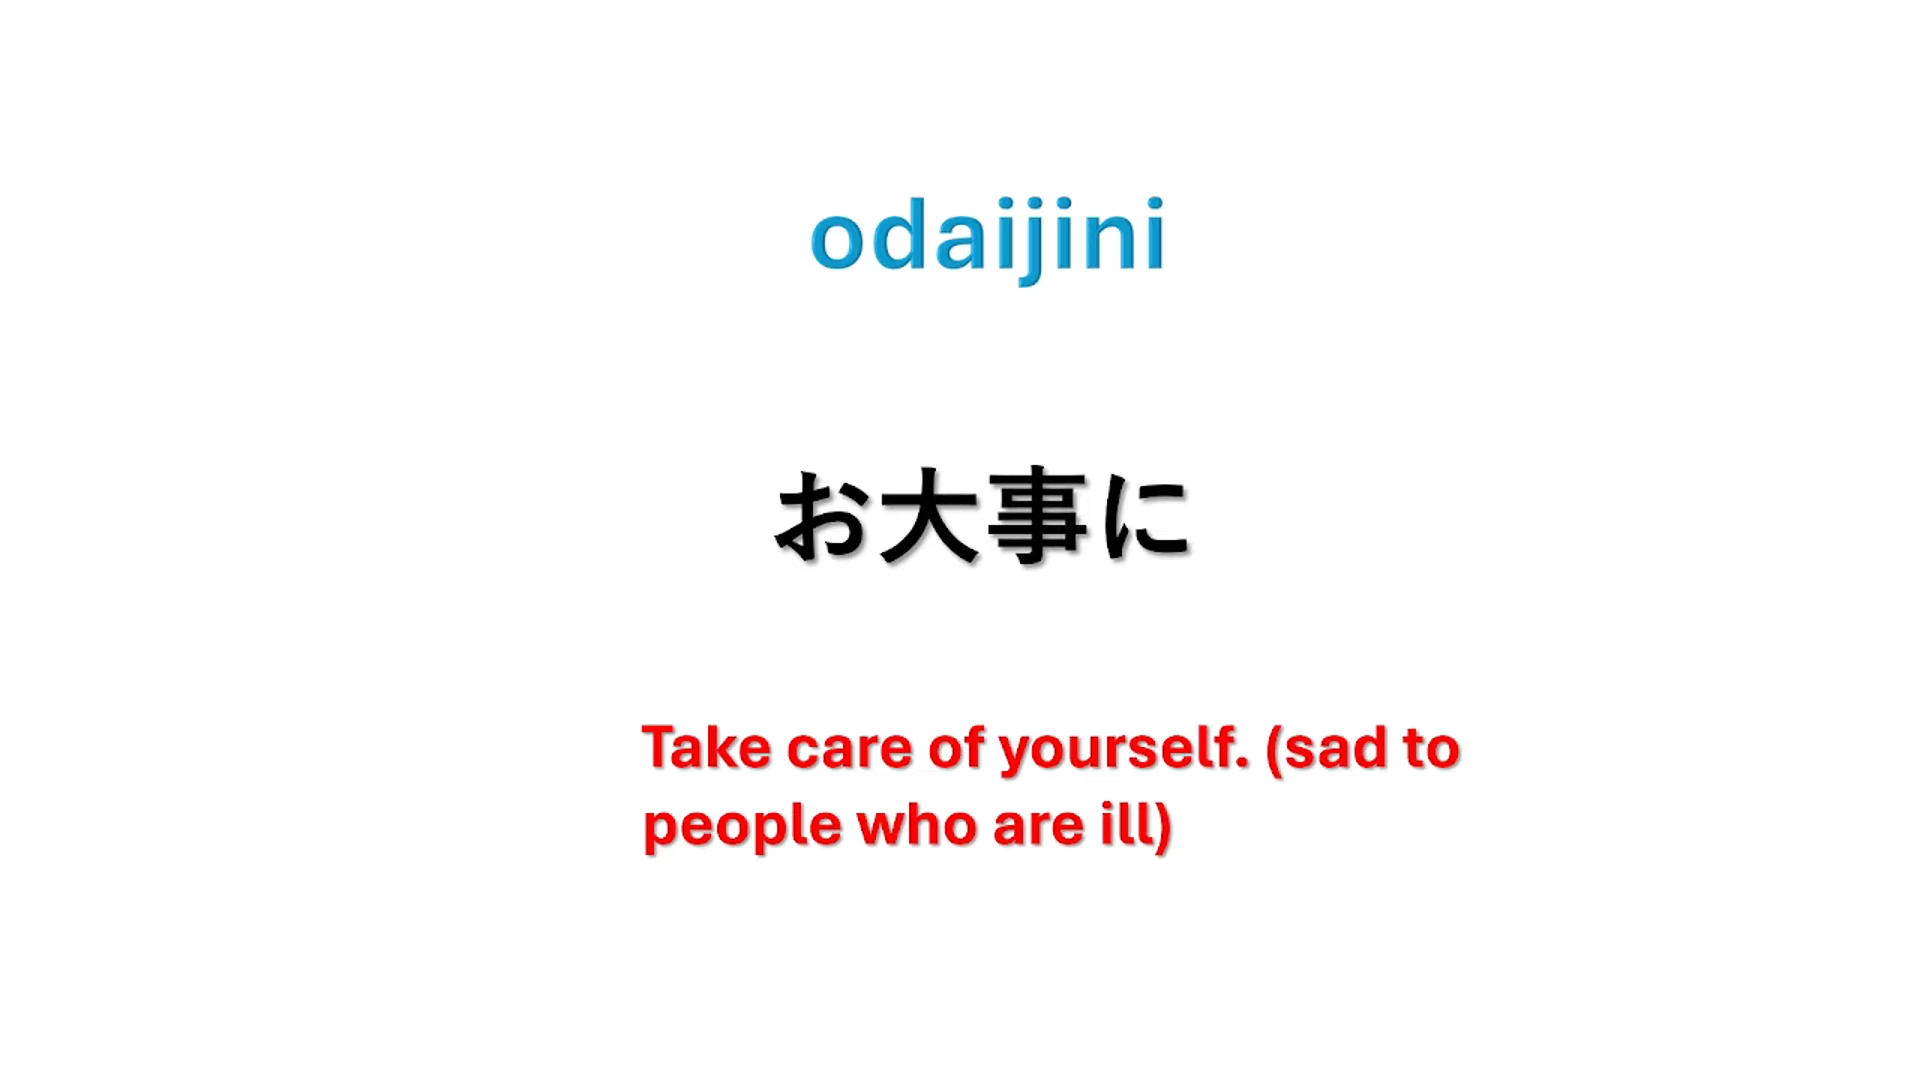 odaijini
お大事に
Take care of yourself. (sad to
people who are ill)